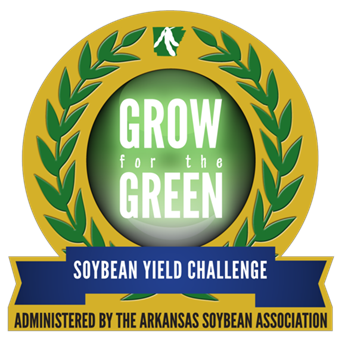 GROW
for the
GREEN
SOYBEAN YIELD CHALLENGE
ADMINISTERED BY THE ARKANSAS SOYBEAN ASSOCIATION